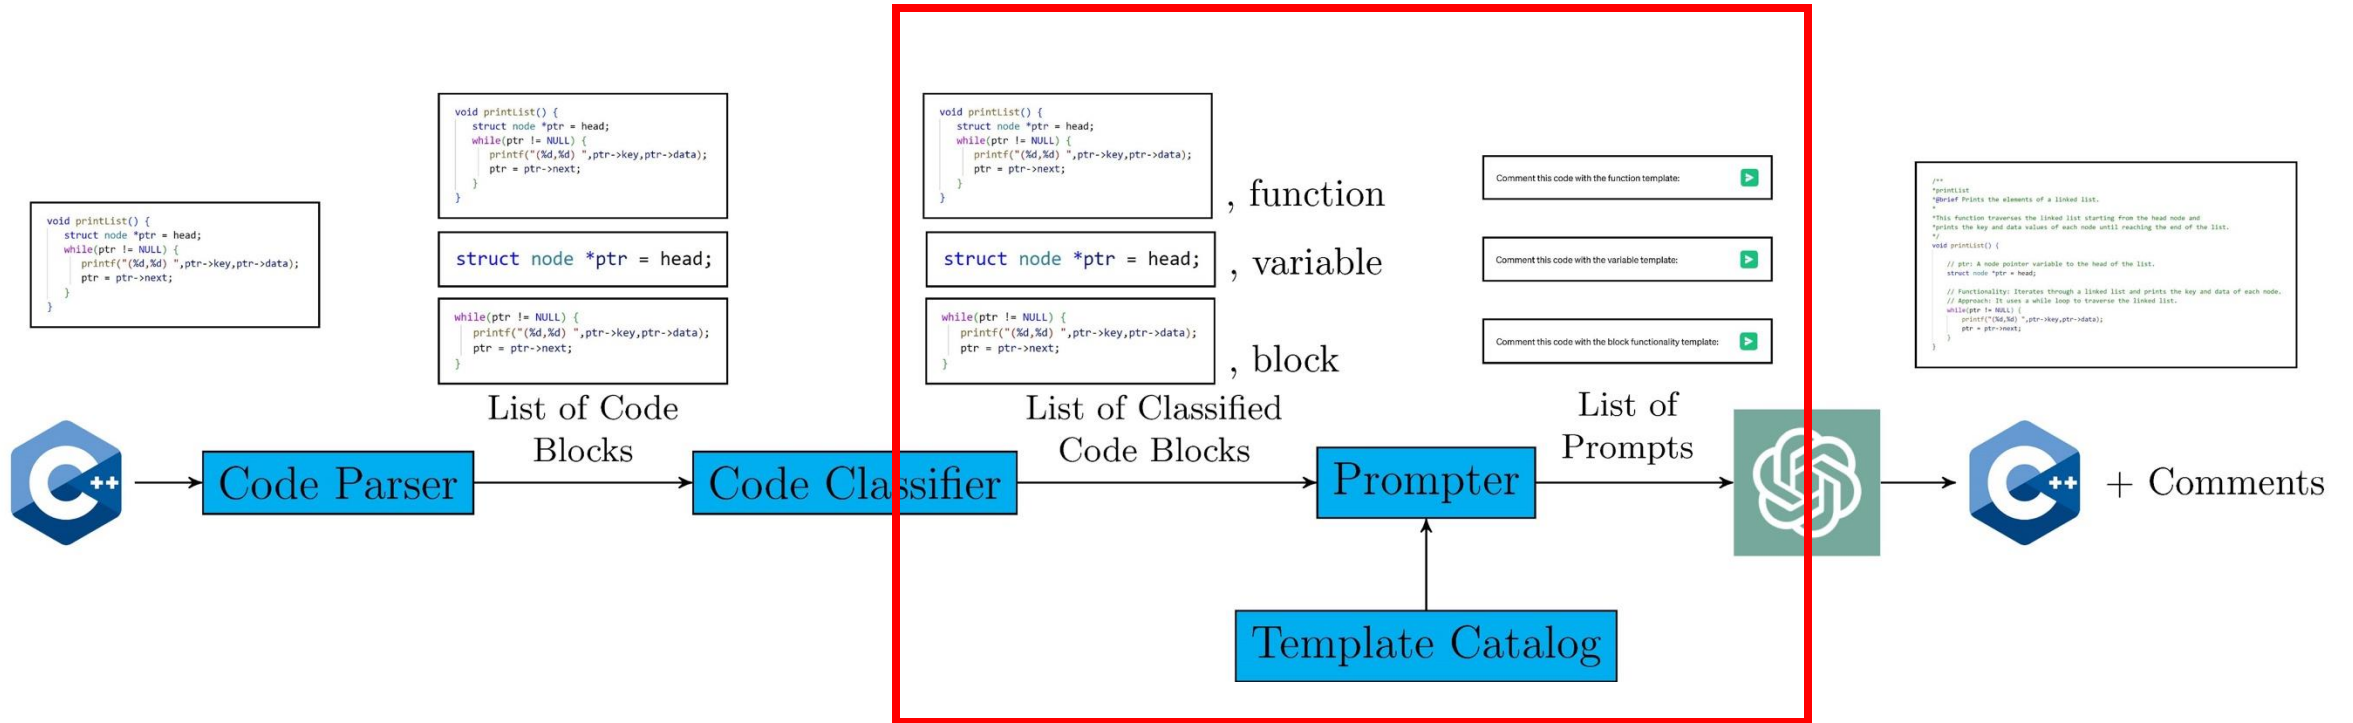 void printList() {
struct node *ptr = head;
while(ptr != NULL) {
printf("(%d,%d) ",ptr->key,ptr->data);
ptr = ptr->next;
}
}
void printList() {
struct node *ptr = head;
while(ptr != NULL) {
printf("(%d,%d) ",ptr->key,ptr->data);
ptr = ptr->next;
}
}
struct node *ptr = head;
while(ptr != NULL) {
printf("(%d,%d) ",ptr->key,ptr->data);
ptr = ptr->next;
}
List of Code
Blocks
void printList() {
struct node *ptr = head;
while(ptr != NULL) {
printf("(%d,%d) ",ptr->key,ptr->data);
ptr = ptr->next;
}
}
, function
struct node *ptr = head;
, variable
while(ptr != NULL) {
printf("(%d,%d) ",ptr->key,ptr->data);
ptr = ptr->next;
}
, block
List of Classified
Code Blocks
Comment this code with the function template:
Comment this code with the variable template:
Comment this code with the block functionality template:
List of
Prompts
/**
*printList
*@brief Prints the elements of a linked list.
*
*This function traverses the linked list starting from the head node and
*prints the key and data values of each node until reaching the end of the list.
*/
void printList() {
// ptr: A node pointer variable to the head of the list.
struct node *ptr = head;
// Functionality: Iterates through a linked list and prints the key and data of each node.
// Approach: It uses a while loop to traverse the linked list.
while(ptr != NULL) {
printf("(%d,%d) ",ptr->key,ptr->data);
ptr = ptr->next;
}
}
C++
Code Parser
Code Classifier
Prompter
C++
+ Comments
Template Catalog